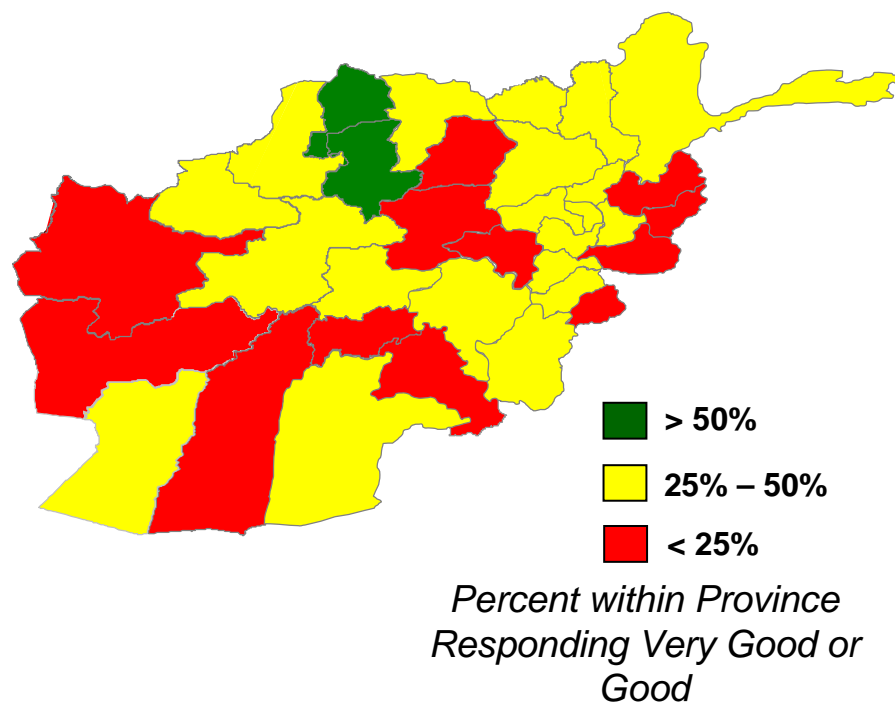 > 50%
25% – 50%
< 25%
Percent within Province
Responding Very Good or
Good